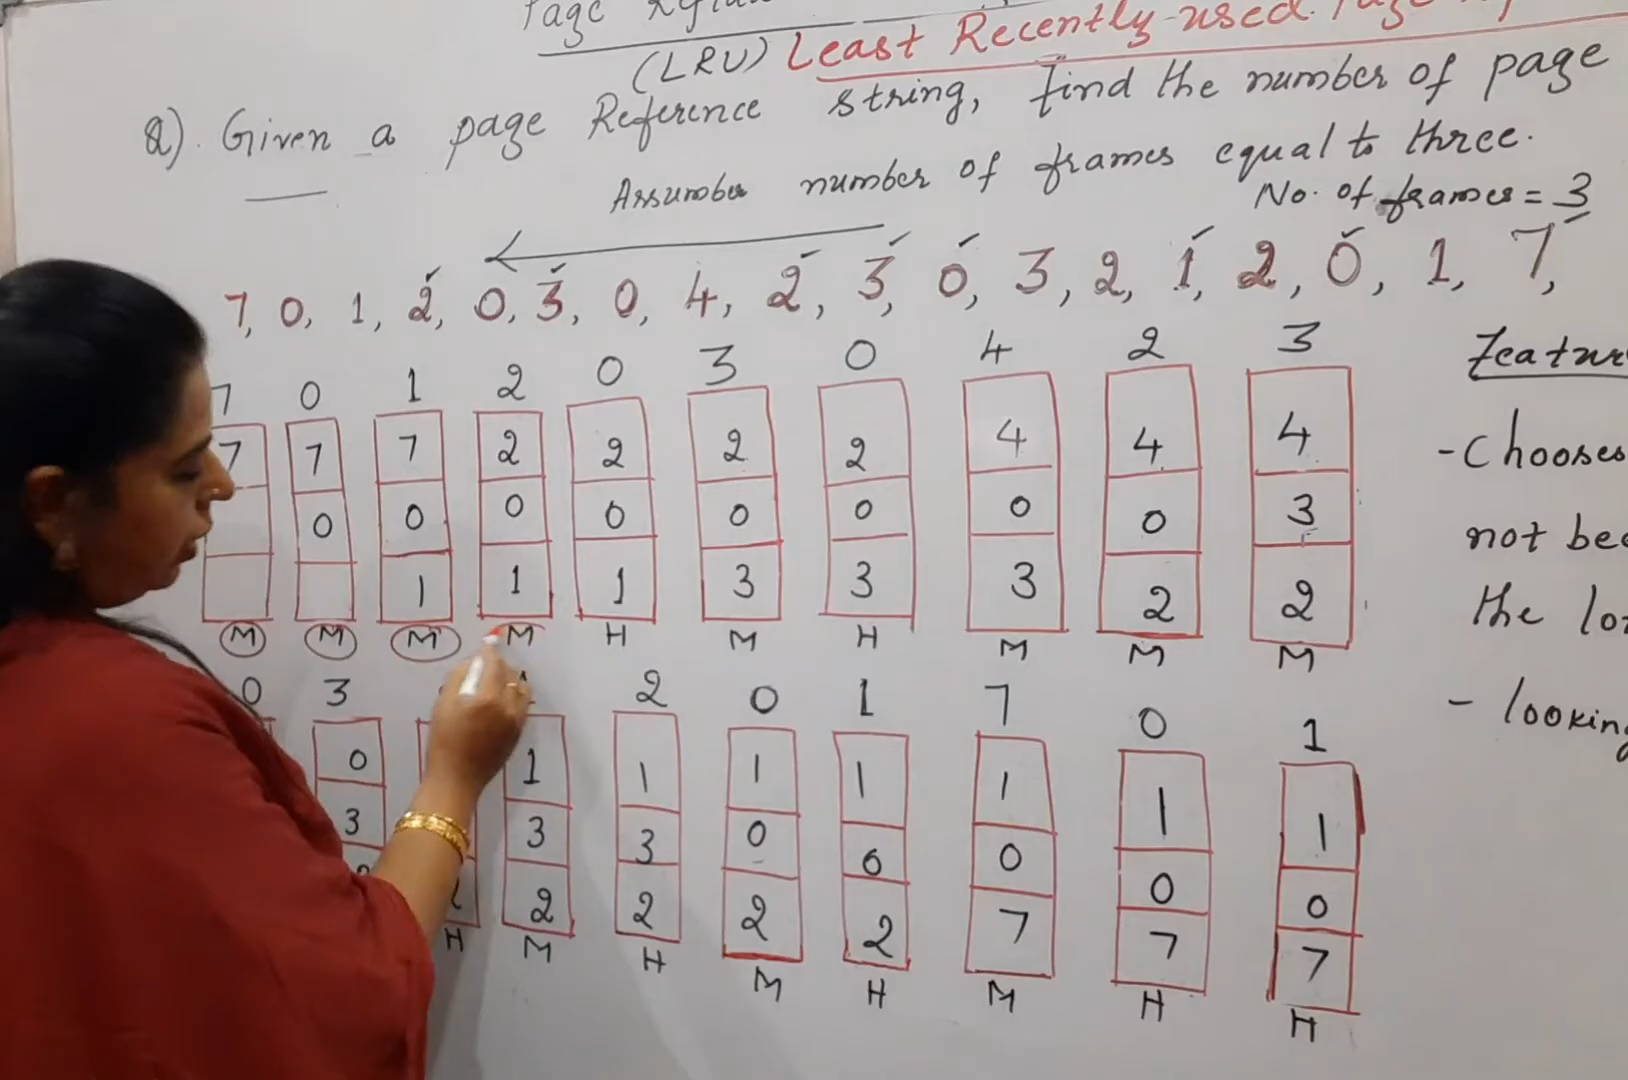 Page
(LRU) Least Recently-used.
Q). Given a page Reference string, find the number of page
Assumber number of frames equal to three.
No. of frames = 3
7, 0, 1, 2, 0, 3, 0, 4, 2, 3, 0, 3, 2, 1, 2, 0, 1, 7,
7 0 1 2 0 3 0 4 2 3
7 7 7 2 2 2 2 4 4 4
0 0 0 0 0 0 0 0 3
1 1 1 3 3 3 2 2
M M M M H M H M M M
0 3 2 0 1 7 0 1
0 1 1 1 1 1 1 1
3 3 3 0 0 0 0 0
2 2 2 2 7 7 7
H M H M H M H H
Featur
- Chooses
not bee
the lo
- looking